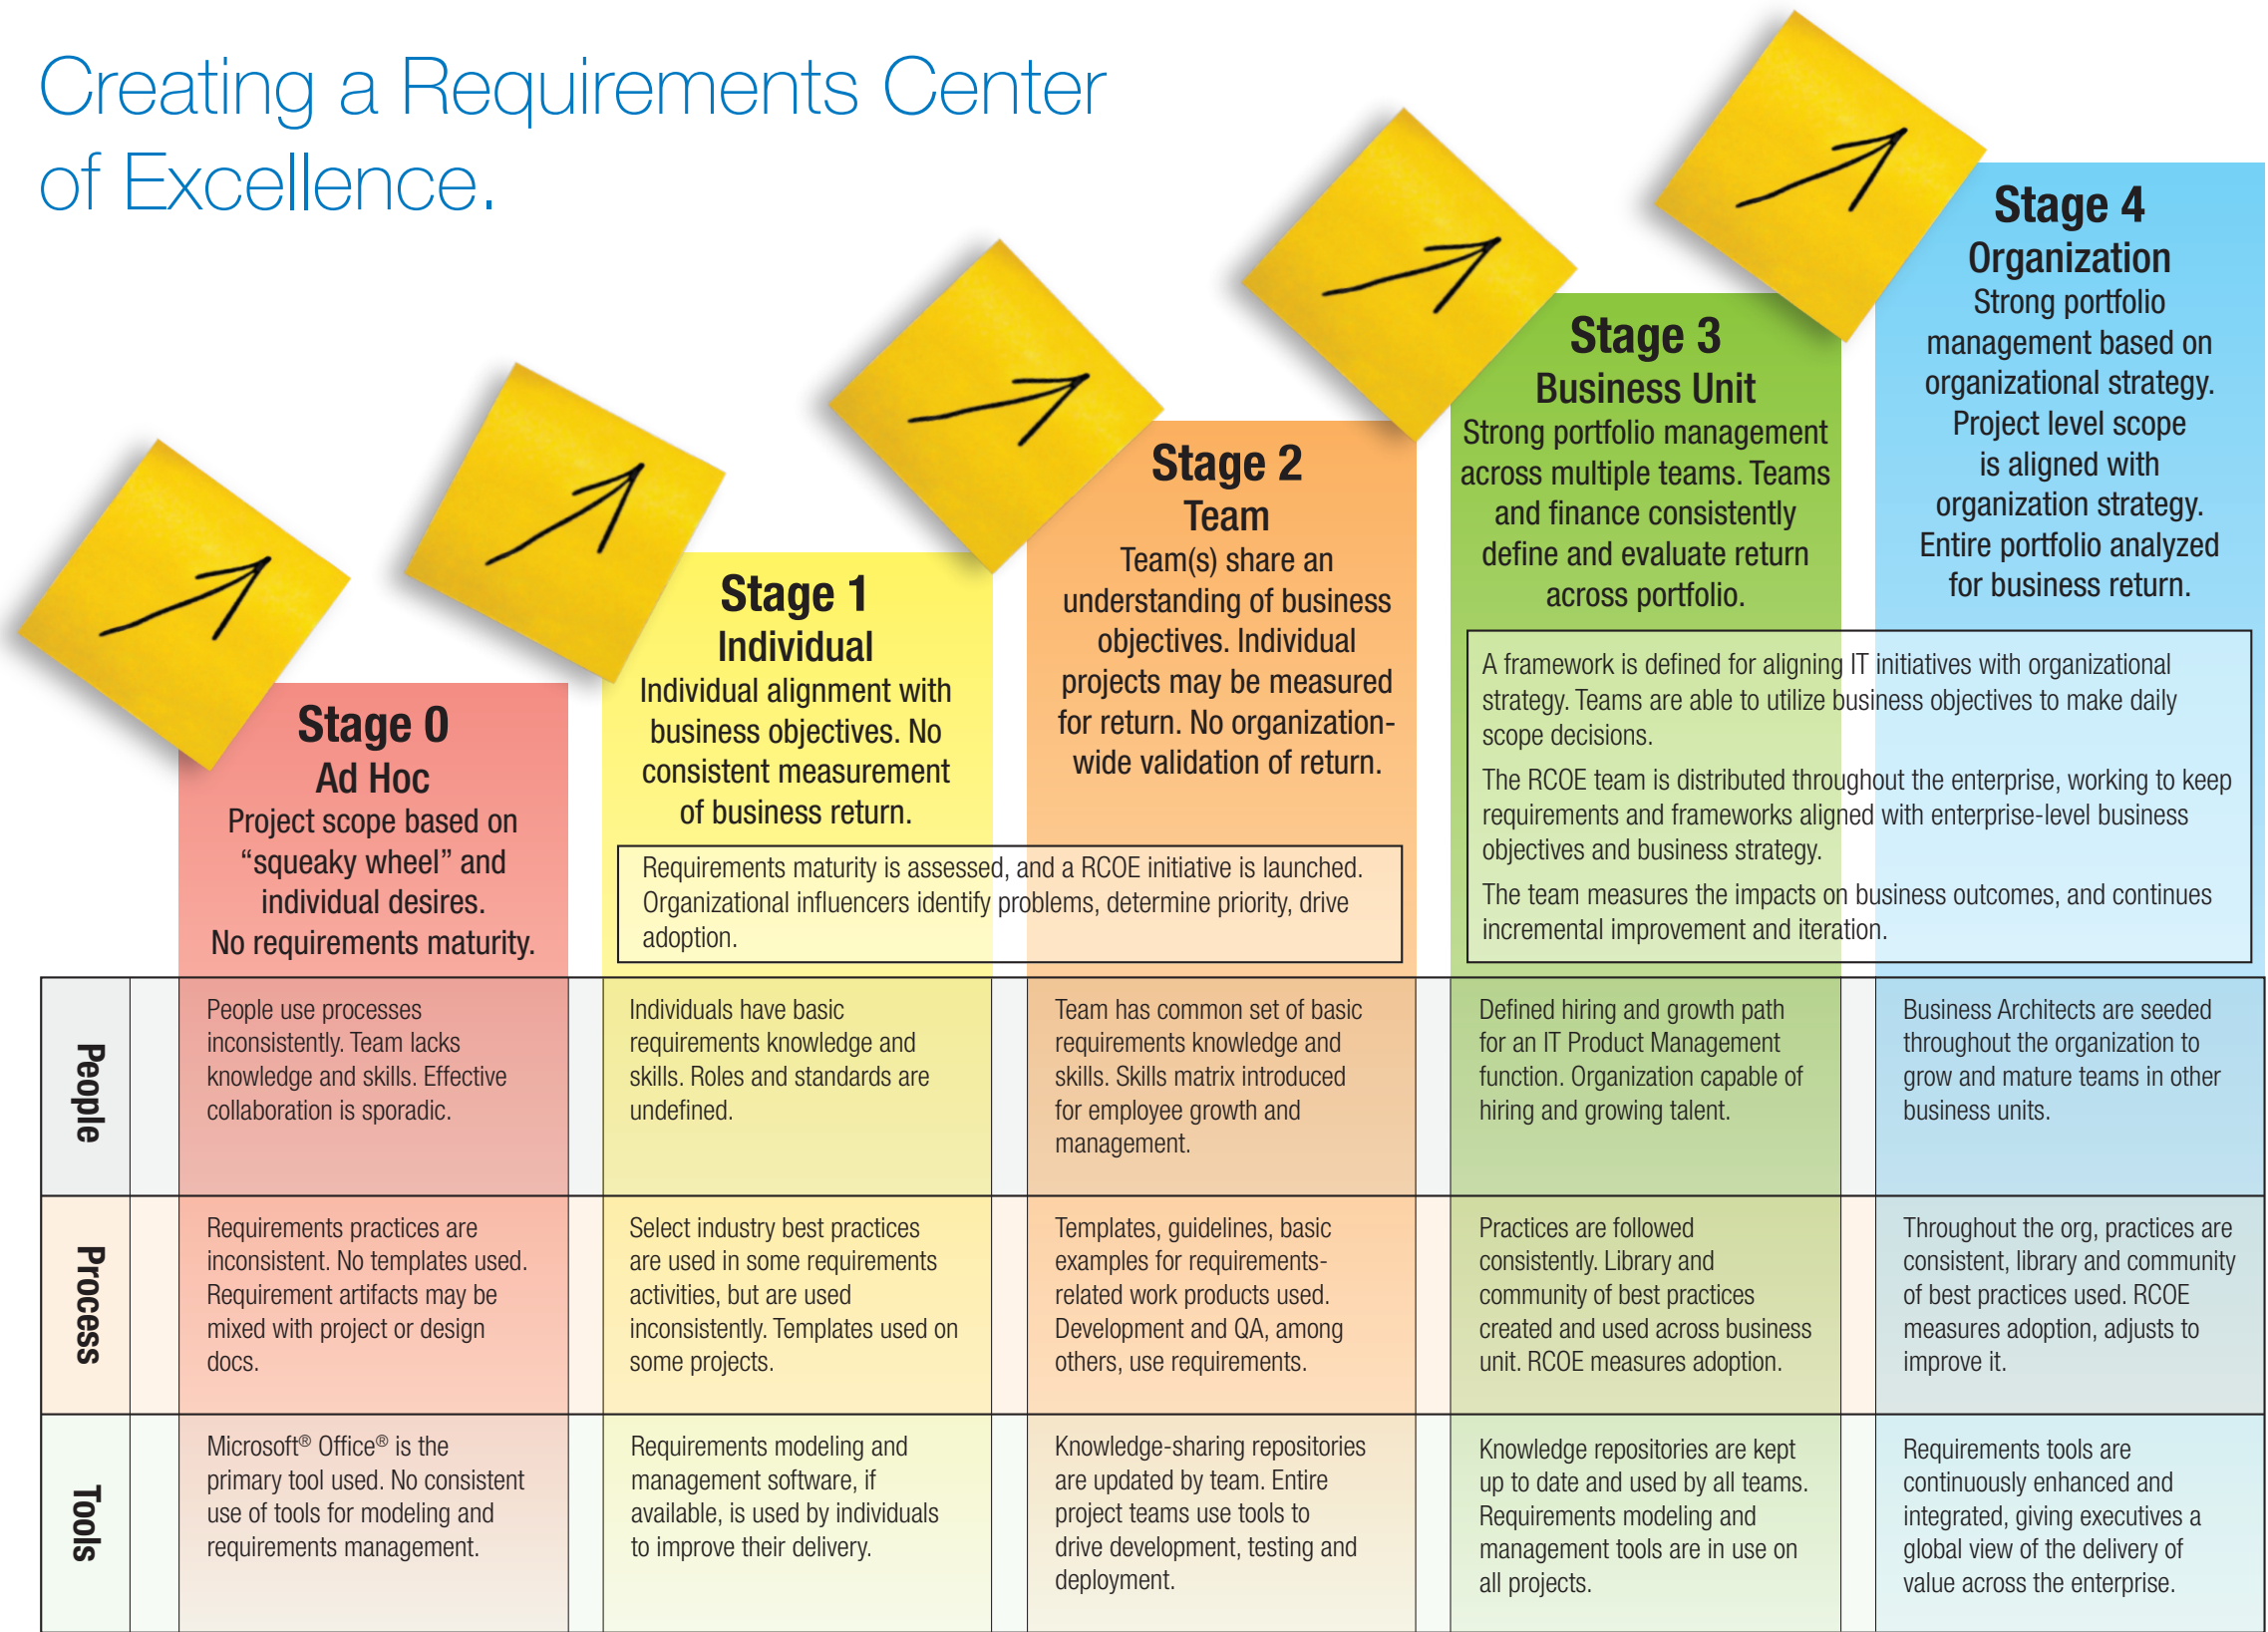 Creating a Requirements Center
of Excellence.
Stage 0
Ad Hoc
Project scope based on
“squeaky wheel” and
individual desires.
No requirements maturity.
Stage 1
Individual
Individual alignment with
business objectives. No
consistent measurement
of business return.
Stage 2
Team
Team(s) share an
understanding of business
objectives. Individual
projects may be measured
for return. No organization-
wide validation of return.
Requirements maturity is assessed, and a RCOE initiative is launched.
Organizational influencers identify problems, determine priority, drive
adoption.
Stage 3
Business Unit
Strong portfolio management
across multiple teams. Teams
and finance consistently
define and evaluate return
across portfolio.
Stage 4
Organization
Strong portfolio
management based on
organizational strategy.
Project level scope
is aligned with
organization strategy.
Entire portfolio analyzed
for business return.
A framework is defined for aligning IT initiatives with organizational
strategy. Teams are able to utilize business objectives to make daily
scope decisions.
The RCOE team is distributed throughout the enterprise, working to keep
requirements and frameworks aligned with enterprise-level business
objectives and business strategy.
The team measures the impacts on business outcomes, and continues
incremental improvement and iteration.
People
People use processes
inconsistently. Team lacks
knowledge and skills. Effective
collaboration is sporadic.
Individuals have basic
requirements knowledge and
skills. Roles and standards are
undefined.
Team has common set of basic
requirements knowledge and
skills. Skills matrix introduced
for employee growth and
management.
Defined hiring and growth path
for an IT Product Management
function. Organization capable of
hiring and growing talent.
Business Architects are seeded
throughout the organization to
grow and mature teams in other
business units.
Process
Requirements practices are
inconsistent. No templates used.
Requirement artifacts may be
mixed with project or design
docs.
Select industry best practices
are used in some requirements
activities, but are used
inconsistently. Templates used on
some projects.
Templates, guidelines, basic
examples for requirements-
related work products used.
Development and QA, among
others, use requirements.
Practices are followed
consistently. Library and
community of best practices
created and used across business
unit. RCOE measures adoption.
Throughout the org, practices are
consistent, library and community
of best practices used. RCOE
measures adoption, adjusts to
improve it.
Tools
Microsoft® Office® is the
primary tool used. No consistent
use of tools for modeling and
requirements management.
Requirements modeling and
management software, if
available, is used by individuals
to improve their delivery.
Knowledge-sharing repositories
are updated by team. Entire
project teams use tools to
drive development, testing and
deployment.
Knowledge repositories are kept
up to date and used by all teams.
Requirements modeling and
management tools are in use on
all projects.
Requirements tools are
continuously enhanced and
integrated, giving executives a
global view of the delivery of
value across the enterprise.